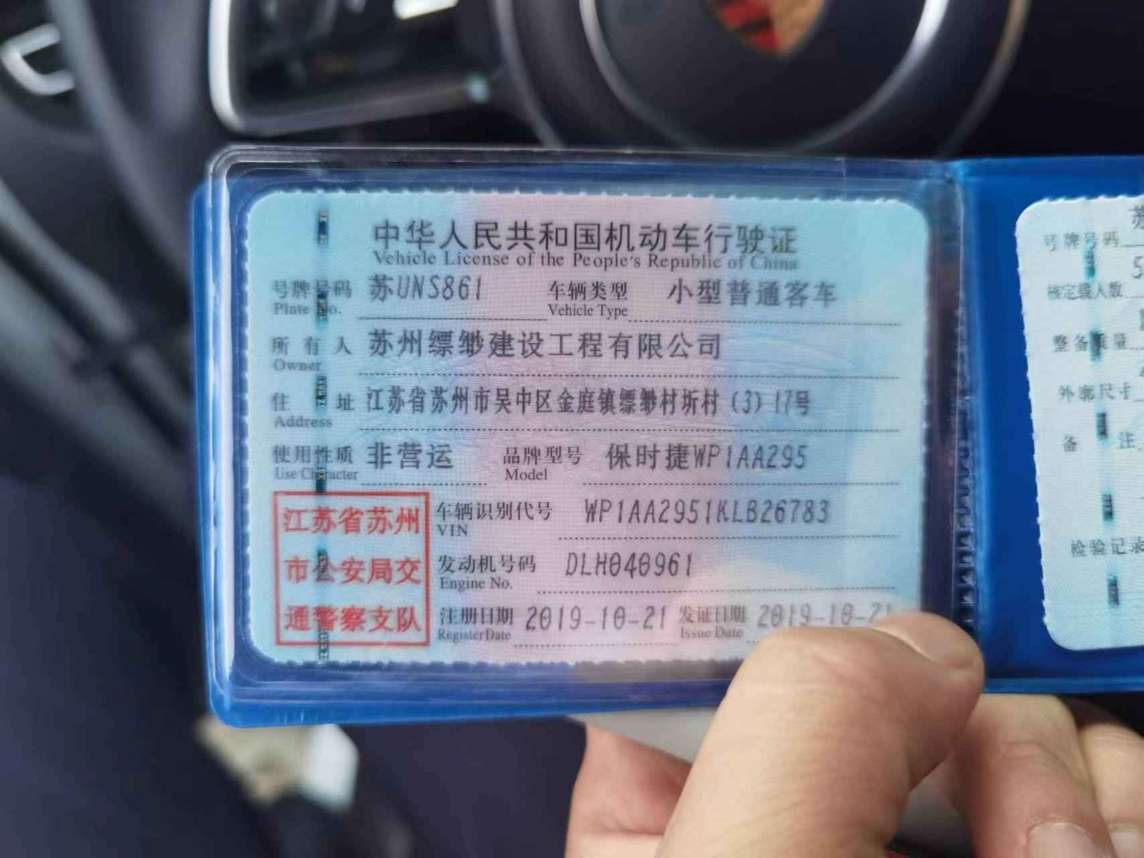 中华人民共和国机动车行驶证
Vehicle License of the People's Republic of China
号牌号码 苏UNS861 车辆类型 小型普通客车
Plate No. Vehicle Type
所有人 苏州缥缈建设工程有限公司
Owner
住址 江苏省苏州市吴中区金庭镇缥缈村圻村(3)17号
Address
使用性质 非营运 品牌型号 保时捷WP1AA295
Use Character Model
江苏省苏州
市公安局交
通警察支队
车辆识别代号 WP1AA2951KLB26783
VIN
发动机号码 DLH040961
Engine No.
注册日期 2019-10-21 发证日期 2019-10-21
Register Date Issue Date
号牌号码 苏
核定载人数 5
整备质量
外廓尺寸
备注
检验记录